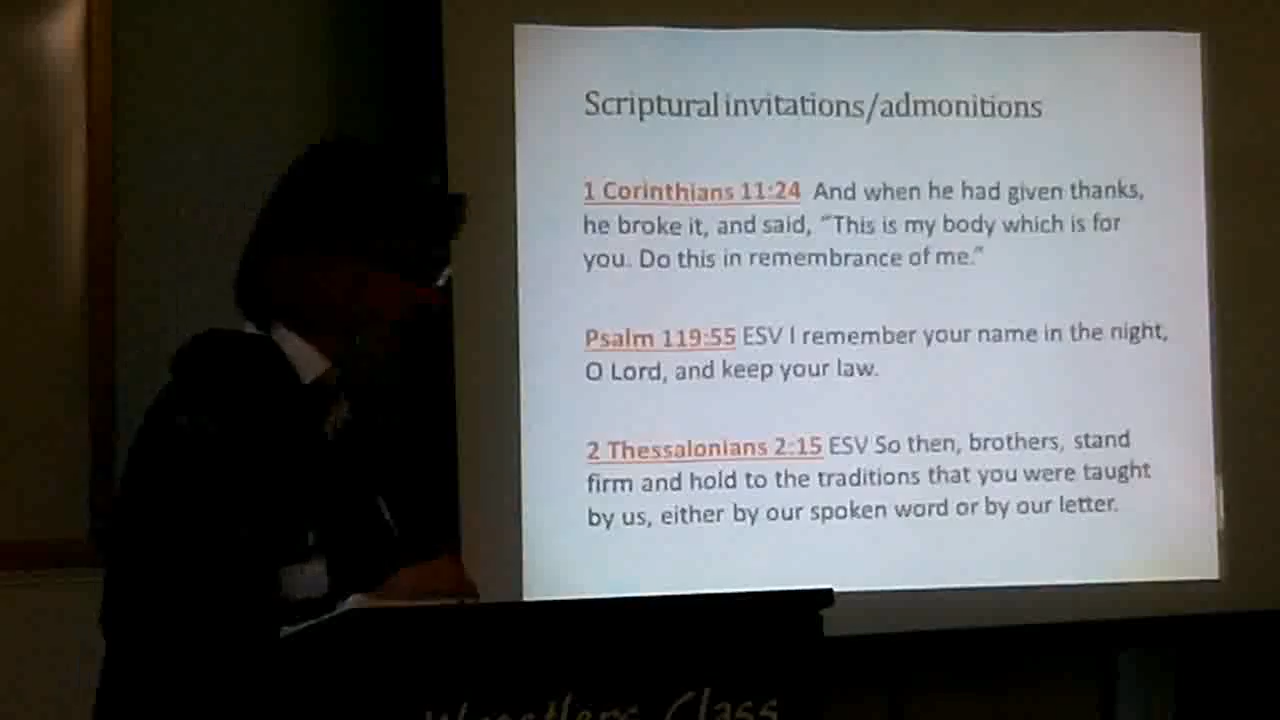 Scriptural invitations/admonitions
1 Corinthians 11:24 And when he had given thanks,
he broke it, and said, “This is my body which is for
you. Do this in remembrance of me.”
Psalm 119:55 ESV I remember your name in the night,
O Lord, and keep your law.
2 Thessalonians 2:15 ESV So then, brothers, stand
firm and hold to the traditions that you were taught
by us, either by our spoken word or by our letter.
Class